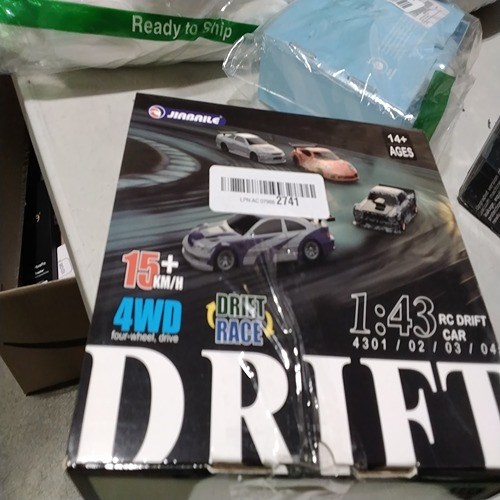 Ready to Ship
JIABAILE
14+
AGES
2741
15+
KM/H
4WD
four-wheel, drive
DRIFT
RACE
1:43 RC DRIFT
CAR
4301 / 02 / 03 / 04
DRIFT